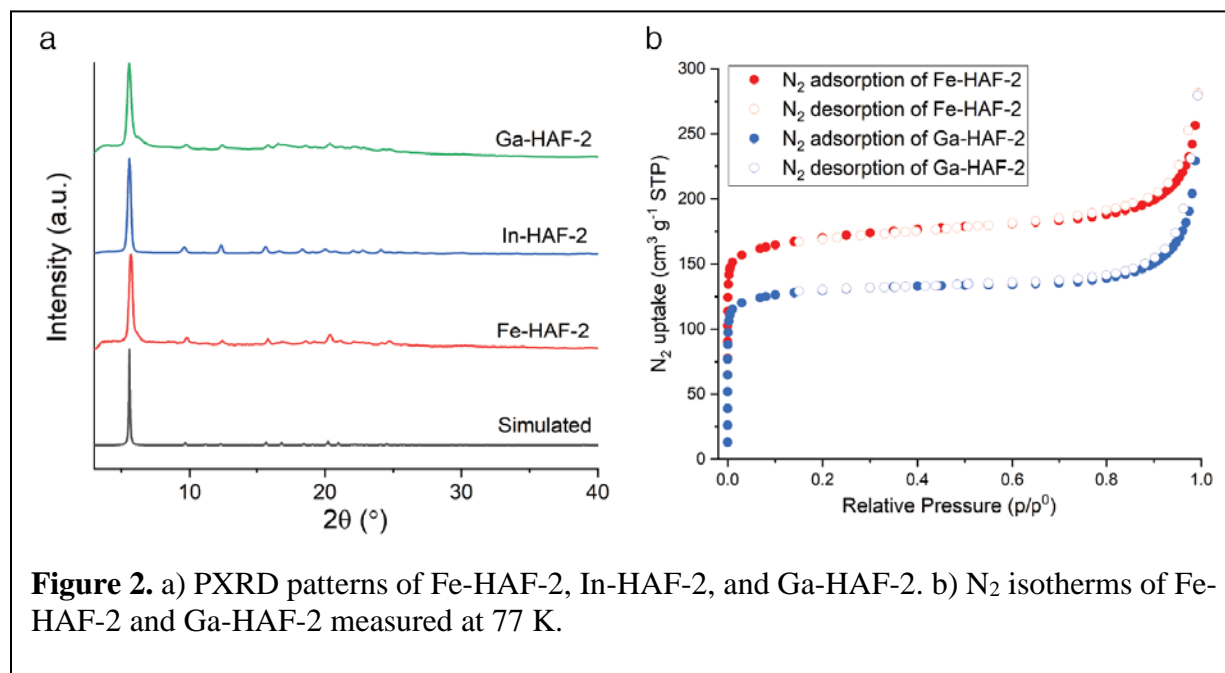 a
Ga-HAF-2
In-HAF-2
Fe-HAF-2
Simulated
Intensity (a.u.)
10 20 30 40
2θ (°)
b
N₂ adsorption of Fe-HAF-2
N₂ desorption of Fe-HAF-2
N₂ adsorption of Ga-HAF-2
N₂ desorption of Ga-HAF-2
300
250
200
150
100
50
0
N₂ uptake (cm³ g⁻¹ STP)
0.0 0.2 0.4 0.6 0.8 1.0
Relative Pressure (p/p⁰)
Figure 2. a) PXRD patterns of Fe-HAF-2, In-HAF-2, and Ga-HAF-2. b) N₂ isotherms of Fe-
HAF-2 and Ga-HAF-2 measured at 77 K.